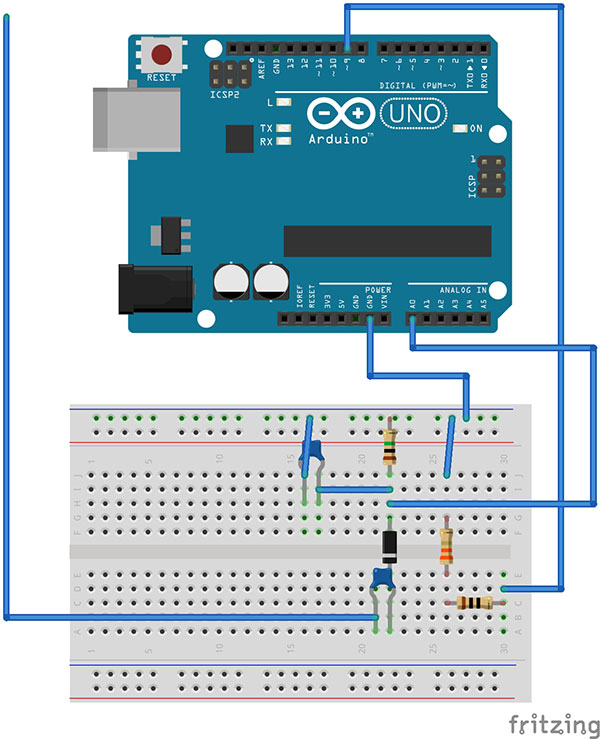 RESET
ICSP2
AREF
GND
13
12
~11
~10
~9
8
7
~6
~5
4
~3
2
TXD ▶ 1
RXD ◀ 0
DIGITAL (PWM=~)
L
TX
RX
UNO
Arduino™
ON
1
ICSP
IOREF
RESET
3V3
5V
GND
GND
VIN
POWER
A0
A1
A2
A3
A4
A5
ANALOG IN
1
5
15
20
25
30
J
I
H
G
F
J
I
G
F
E
D
C
B
A
E
D
C
B
A
1
5
10
15
20
25
30
fritzing